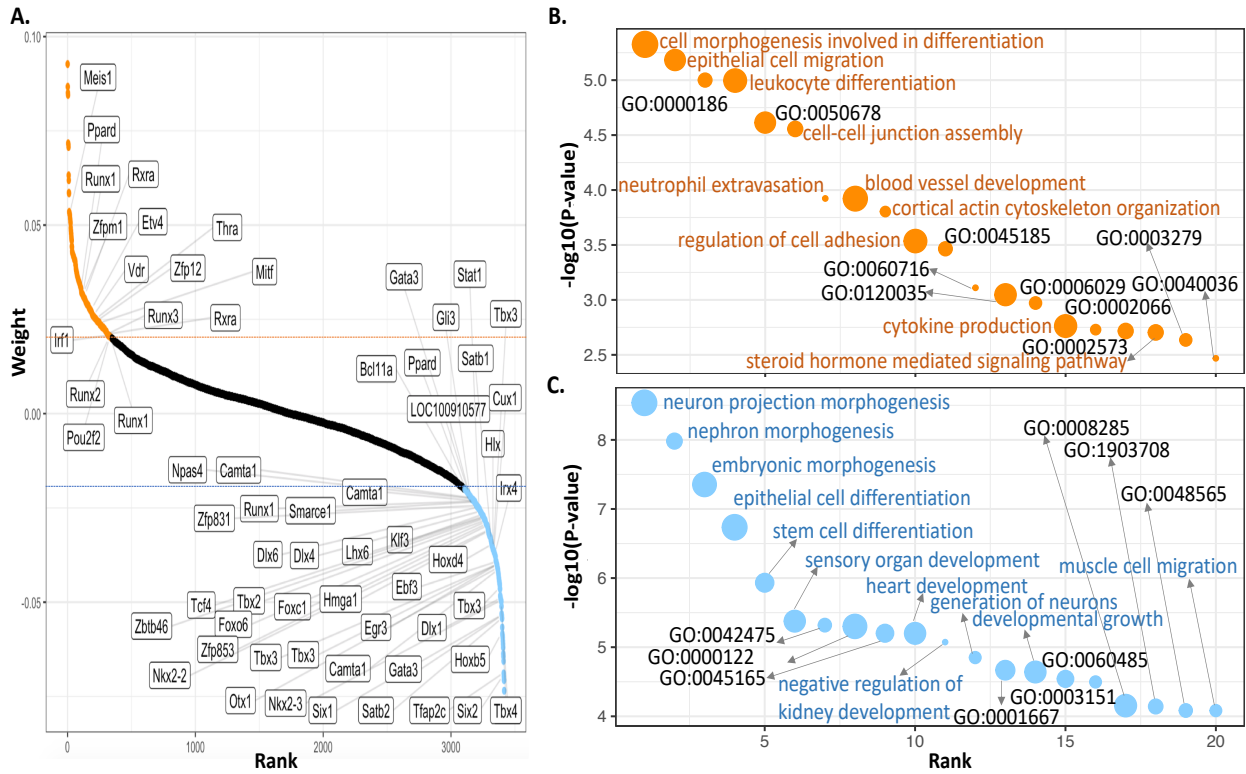 A.
0.10
0.05
0.00
-0.05
Weight
0
1000
2000
3000
Rank
Meis1
Ppard
Runx1
Rxra
Zfpm1
Etv4
Thra
Vdr
Zfp12
Mitf
Runx3
Rxra
Irf1
Runx2
Runx1
Pou2f2
Gata3
Stat1
Gli3
Tbx3
Satb1
Bcl11a
Ppard
Cux1
LOC100910577
Hlx
Npas4
Camta1
Camta1
Irx4
Zfp831
Runx1
Smarce1
Klf3
Dlx6
Dlx4
Lhx6
Hoxd4
Ebf3
Tcf4
Tbx2
Foxc1
Hmga1
Tbx3
Zbtb46
Foxo6
Egr3
Dlx1
Zfp853
Tbx3
Tbx3
Nkx2-2
Camta1
Gata3
Hoxb5
Otx1
Nkx2-3
Six1
Satb2
Tfap2c
Six2
Tbx4
B.
-log10(P-value)
5.0
4.5
4.0
3.5
3.0
2.5
cell morphogenesis involved in differentiation
epithelial cell migration
leukocyte differentiation
GO:0000186
GO:0050678
cell-cell junction assembly
neutrophil extravasation
blood vessel development
cortical actin cytoskeleton organization
regulation of cell adhesion
GO:0045185
GO:0003279
GO:0060716
GO:0120035
GO:0006029
GO:0040036
GO:0002066
cytokine production
GO:0002573
steroid hormone mediated signaling pathway
C.
-log10(P-value)
8
7
6
5
4
neuron projection morphogenesis
nephron morphogenesis
embryonic morphogenesis
epithelial cell differentiation
stem cell differentiation
sensory organ development
heart development
generation of neurons
developmental growth
GO:0008285
GO:1903708
GO:0048565
muscle cell migration
GO:0042475
GO:0000122
GO:0045165
negative regulation of
kidney development
GO:0060485
GO:0003151
GO:0001667
5
10
15
20
Rank